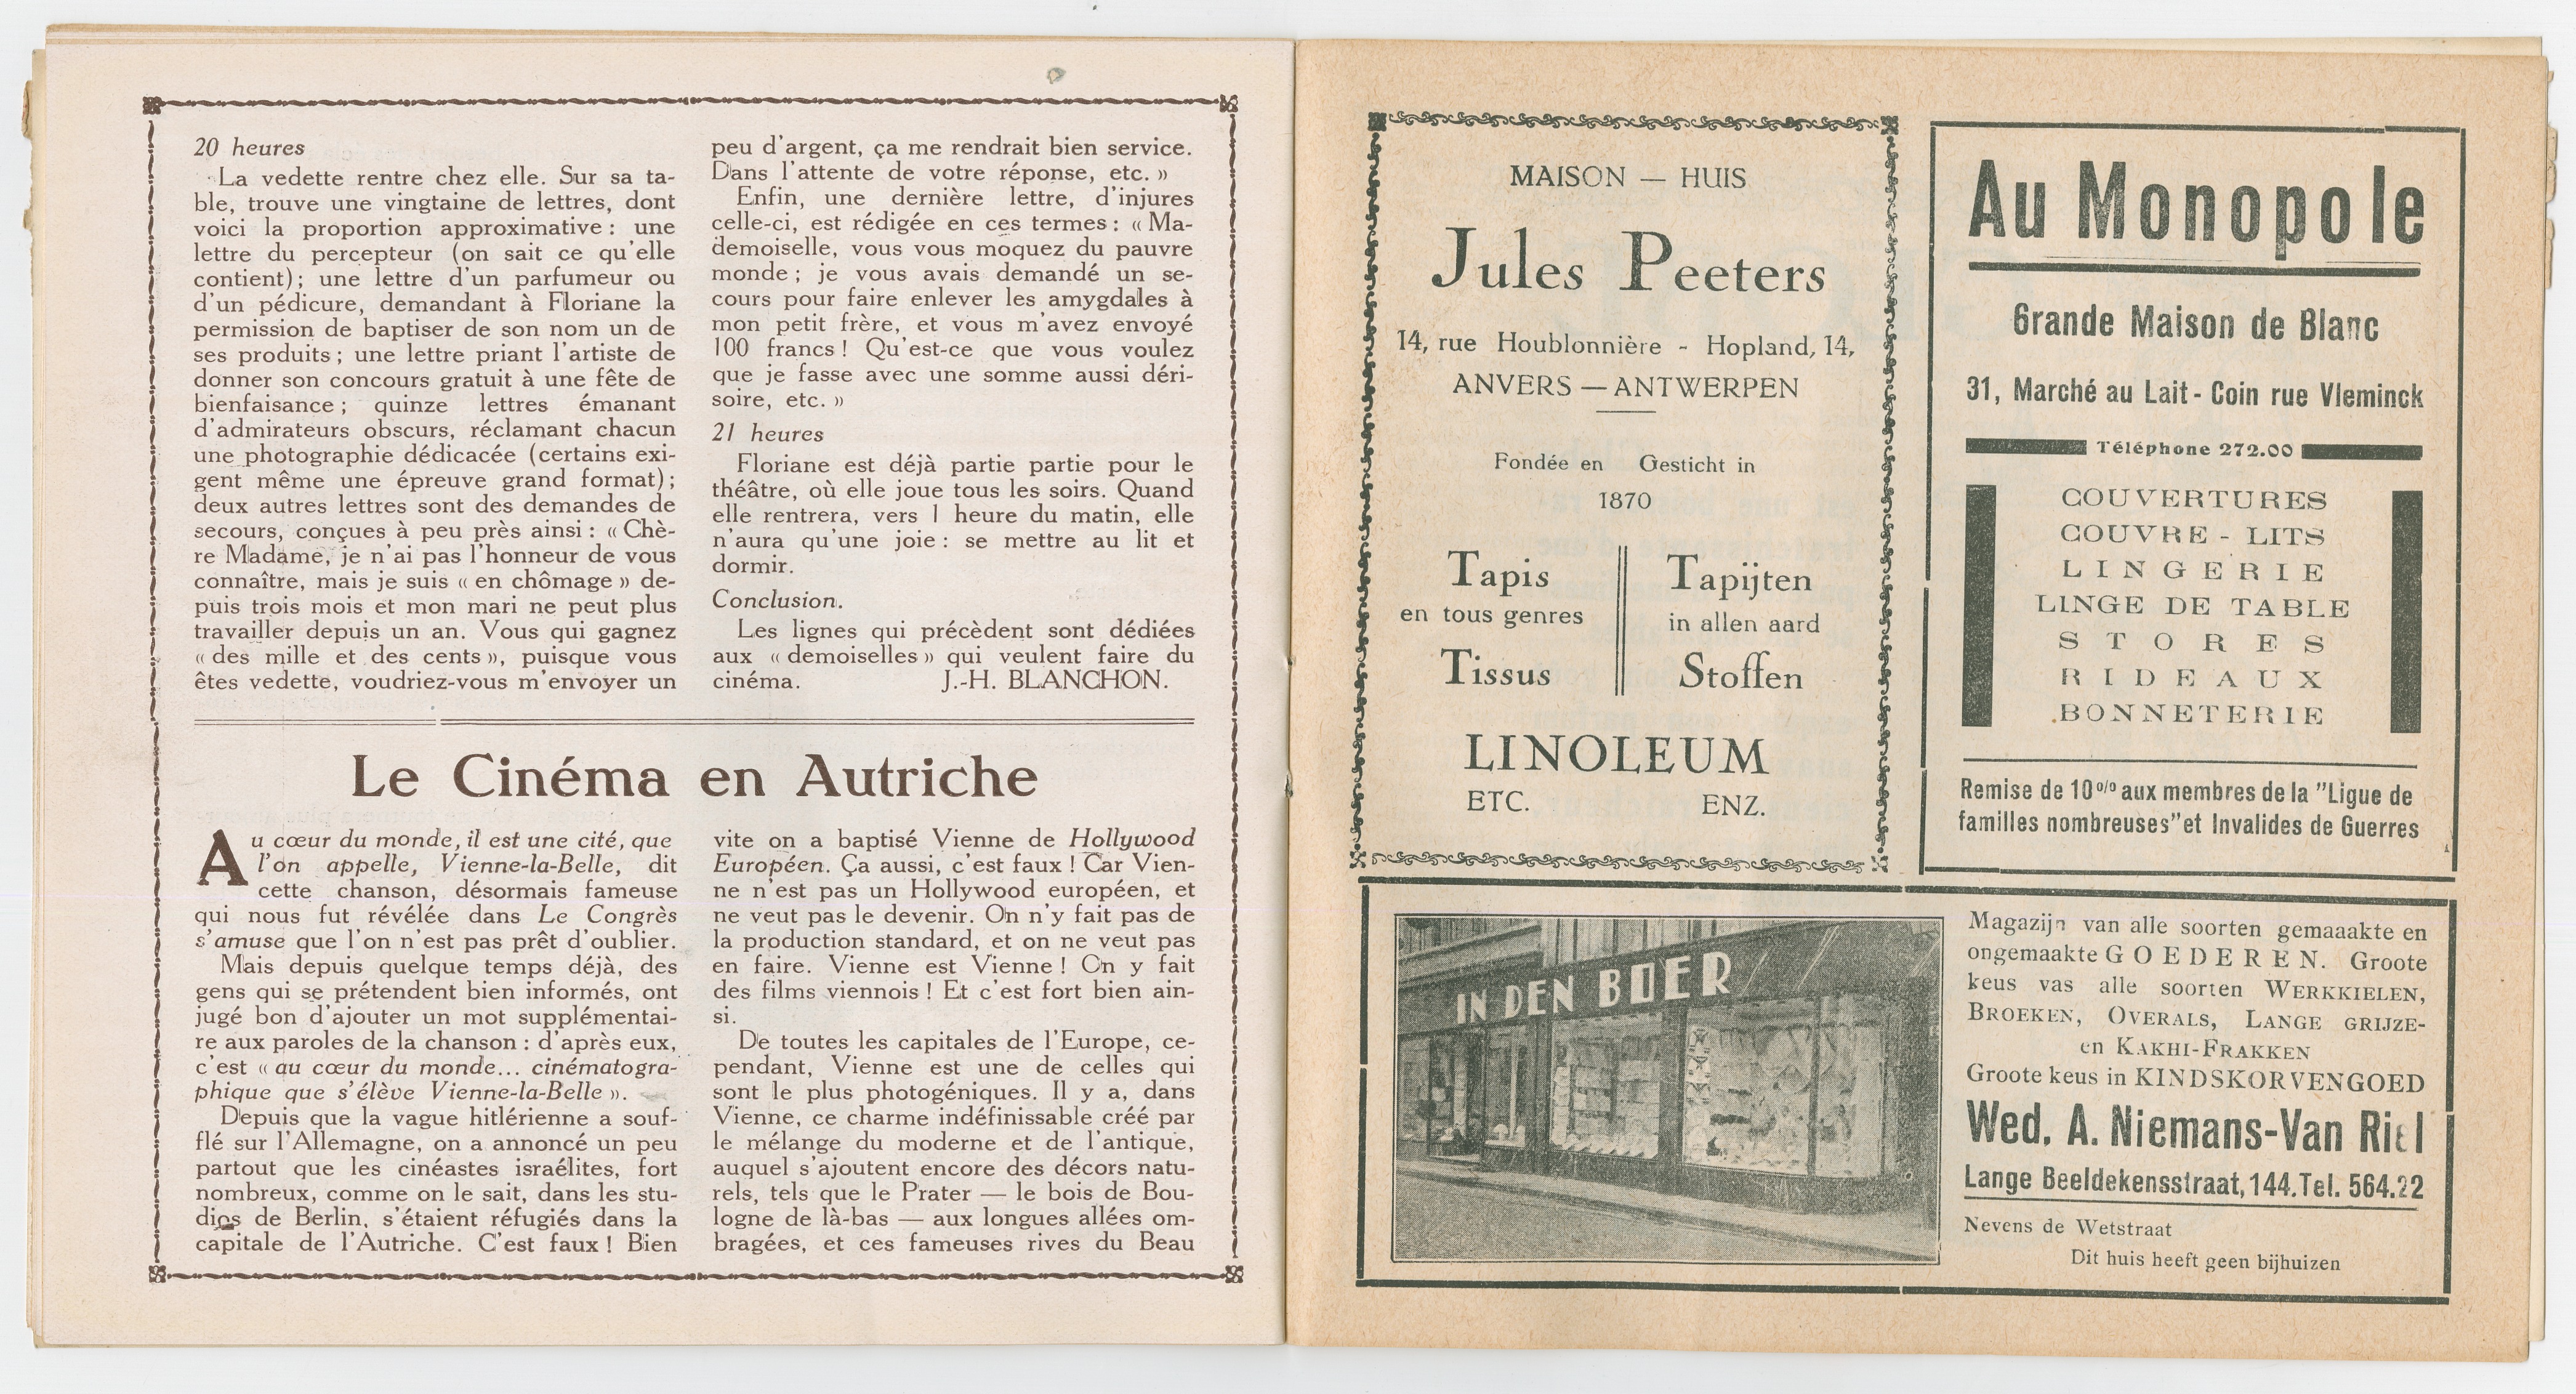 20 heures
La vedette rentre chez elle. Sur sa ta-
ble, trouve une vingtaine de lettres, dont
voici la proportion approximative : une
lettre du percepteur (on sait ce qu'elle
contient) ; une lettre d'un parfumeur ou
d'un pédicure, demandant à Floriane la
permission de baptiser de son nom un de
ses produits ; une lettre priant l'artiste de
donner son concours gratuit à une fête de
bienfaisance ; quinze lettres émanant
d'admirateurs obscurs, réclamant chacun
une photographie dédicacée (certains exi-
gent même une épreuve grand format) ;
deux autres lettres sont des demandes de
secours, conçues à peu près ainsi : « Chè-
re Madame, je n'ai pas l'honneur de vous
connaître, mais je suis « en chômage » de-
puis trois mois et mon mari ne peut plus
travailler depuis un an. Vous qui gagnez
« des mille et des cents », puisque vous
êtes vedette, voudriez-vous m'envoyer un
peu d'argent, ça me rendrait bien service.
Dans l'attente de votre réponse, etc. »
Enfin, une dernière lettre, d'injures
celle-ci, est rédigée en ces termes : « Ma-
demoiselle, vous vous moquez du pauvre
monde ; je vous avais demandé un se-
cours pour faire enlever les amygdales à
mon petit frère, et vous m'avez envoyé
100 francs ! Qu'est-ce que vous voulez
que je fasse avec une somme aussi déri-
soire, etc. »
21 heures
Floriane est déjà partie partie pour le
théâtre, où elle joue tous les soirs. Quand
elle rentrera, vers 1 heure du matin, elle
n'aura qu'une joie : se mettre au lit et
dormir.
Conclusion.
Les lignes qui précèdent sont dédiées
aux « demoiselles » qui veulent faire du
cinéma. J.-H. BLANCHON.
Le Cinéma en Autriche
Au cœur du monde, il est une cité, que
l'on appelle, Vienne-la-Belle, dit
cette chanson, désormais fameuse
qui nous fut révélée dans Le Congrès
s'amuse que l'on n'est pas prêt d'oublier.
Mais depuis quelque temps déjà, des
gens qui se prétendent bien informés, ont
jugé bon d'ajouter un mot supplémentai-
re aux paroles de la chanson : d'après eux,
c'est « au cœur du monde... cinématogra-
phique que s'élève Vienne-la-Belle ».
Depuis que la vague hitlérienne a souf-
flé sur l'Allemagne, on a annoncé un peu
partout que les cinéastes israélites, fort
nombreux, comme on le sait, dans les stu-
dios de Berlin, s'étaient réfugiés dans la
capitale de l'Autriche. C'est faux ! Bien
vite on a baptisé Vienne de Hollywood
Européen. Ça aussi, c'est faux ! Car Vien-
ne n'est pas un Hollywood européen, et
ne veut pas le devenir. On n'y fait pas de
la production standard, et on ne veut pas
en faire. Vienne est Vienne ! On y fait
des films viennois ! Et c'est fort bien ain-
si.
De toutes les capitales de l'Europe, ce-
pendant, Vienne est une de celles qui
sont le plus photogéniques. Il y a, dans
Vienne, ce charme indéfinissable créé par
le mélange du moderne et de l'antique,
auquel s'ajoutent encore des décors natu-
rels, tels que le Prater — le bois de Bou-
logne de là-bas — aux longues allées om-
bragées, et ces fameuses rives du Beau
MAISON — HUIS
Jules Peeters
14, rue Houblonnière - Hopland, 14,
ANVERS — ANTWERPEN
Fondée en Gesticht in
1870
Tapis
en tous genres
Tissus
Tapijten
in allen aard
Stoffen
LINOLEUM
ETC. ENZ.
Au Monopole
Grande Maison de Blanc
31, Marché au Lait - Coin rue Vleminck
Téléphone 272.00
COUVERTURES
COUVRE - LITS
LINGERIE
LINGE DE TABLE
STORES
RIDEAUX
BONNETERIE
Remise de 10% aux membres de la "Ligue de
familles nombreuses" et Invalides de Guerres
IN DEN BOER
Magazijn van alle soorten gemaaakte en
ongemaakte GOEDEREN. Groote
keus vas alle soorten WERKKIELEN,
BROEKEN, OVERALS, LANGE GRIJZE-
en KAKHI-FRAKKEN
Groote keus in KINDSKORVENGOED
Wed. A. Niemans-Van Riel
Lange Beeldekensstraat, 144. Tel. 564.22
Nevens de Wetstraat
Dit huis heeft geen bijhuizen